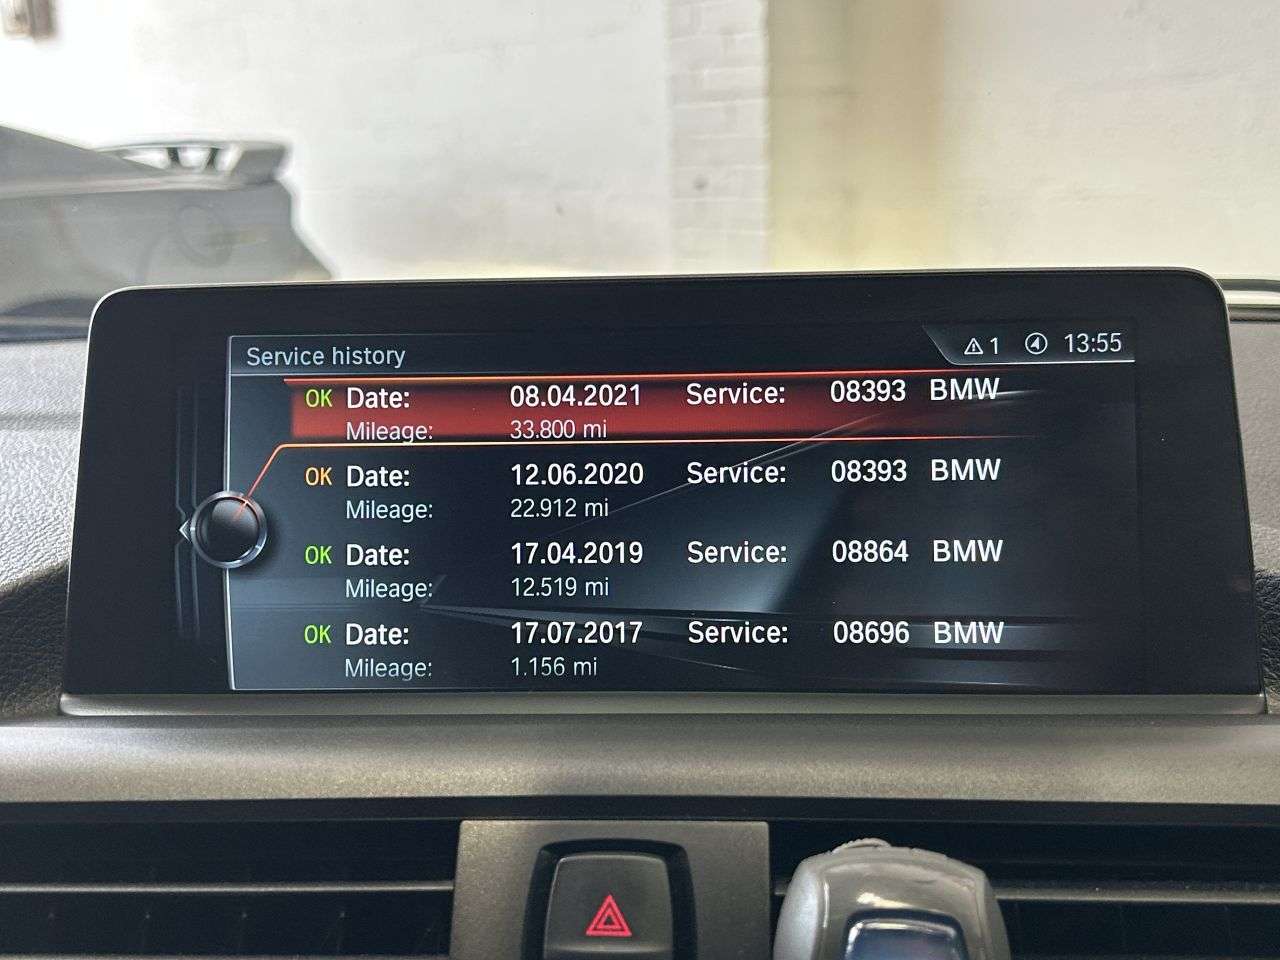 Service history 1 13:55
OK Date: 08.04.2021 Service: 08393 BMW
Mileage: 33.800 mi
OK Date: 12.06.2020 Service: 08393 BMW
Mileage: 22.912 mi
OK Date: 17.04.2019 Service: 08864 BMW
Mileage: 12.519 mi
OK Date: 17.07.2017 Service: 08696 BMW
Mileage: 1.156 mi